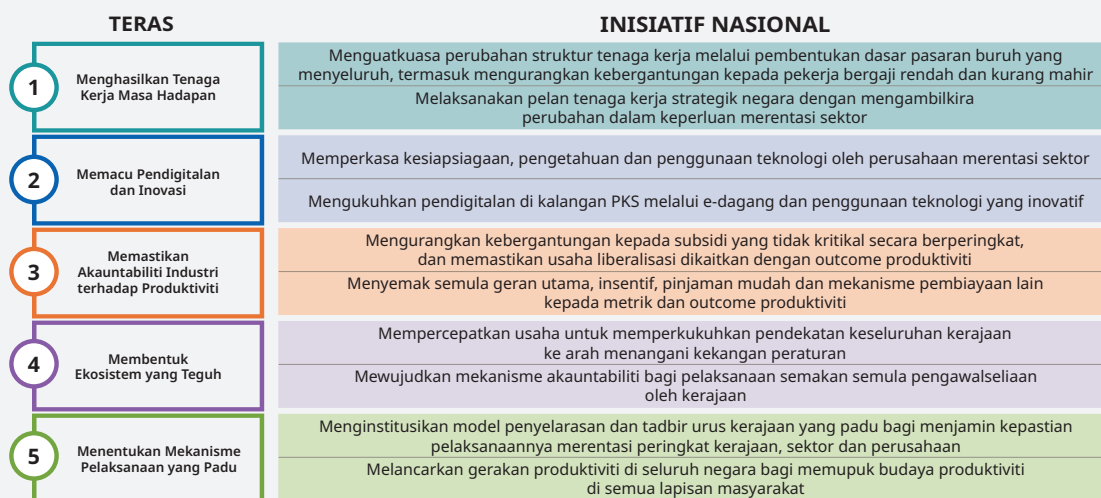 TERAS
INISIATIF NASIONAL
1
Menghasilkan Tenaga
Kerja Masa Hadapan
Menguatkuasa perubahan struktur tenaga kerja melalui pembentukan dasar pasaran buruh yang
menyeluruh, termasuk mengurangkan kebergantungan kepada pekerja bergaji rendah dan kurang mahir
Melaksanakan pelan tenaga kerja strategik negara dengan mengambilkira
perubahan dalam keperluan merentasi sektor
2
Memacu Pendigitalan
dan Inovasi
Memperkasa kesiapsiagaan, pengetahuan dan penggunaan teknologi oleh perusahaan merentasi sektor
Mengukuhkan pendigitalan di kalangan PKS melalui e-dagang dan penggunaan teknologi yang inovatif
3
Memastikan
Akauntabiliti Industri
terhadap Produktiviti
Mengurangkan kebergantungan kepada subsidi yang tidak kritikal secara berperingkat,
dan memastikan usaha liberalisasi dikaitkan dengan outcome produktiviti
Menyemak semula geran utama, insentif, pinjaman mudah dan mekanisme pembiayaan lain
kepada metrik dan outcome produktiviti
4
Membentuk
Ekosistem yang Teguh
Mempercepatkan usaha untuk memperkukuhkan pendekatan keseluruhan kerajaan
ke arah menangani kekangan peraturan
Mewujudkan mekanisme akauntabiliti bagi pelaksanaan semakan semula pengawalseliaan
oleh kerajaan
5
Menentukan Mekanisme
Pelaksanaan yang Padu
Menginstitusikan model penyelarasan dan tadbir urus kerajaan yang padu bagi menjamin kepastian
pelaksanaannya merentasi peringkat kerajaan, sektor dan perusahaan
Melancarkan gerakan produktiviti di seluruh negara bagi memupuk budaya produktiviti
di semua lapisan masyarakat